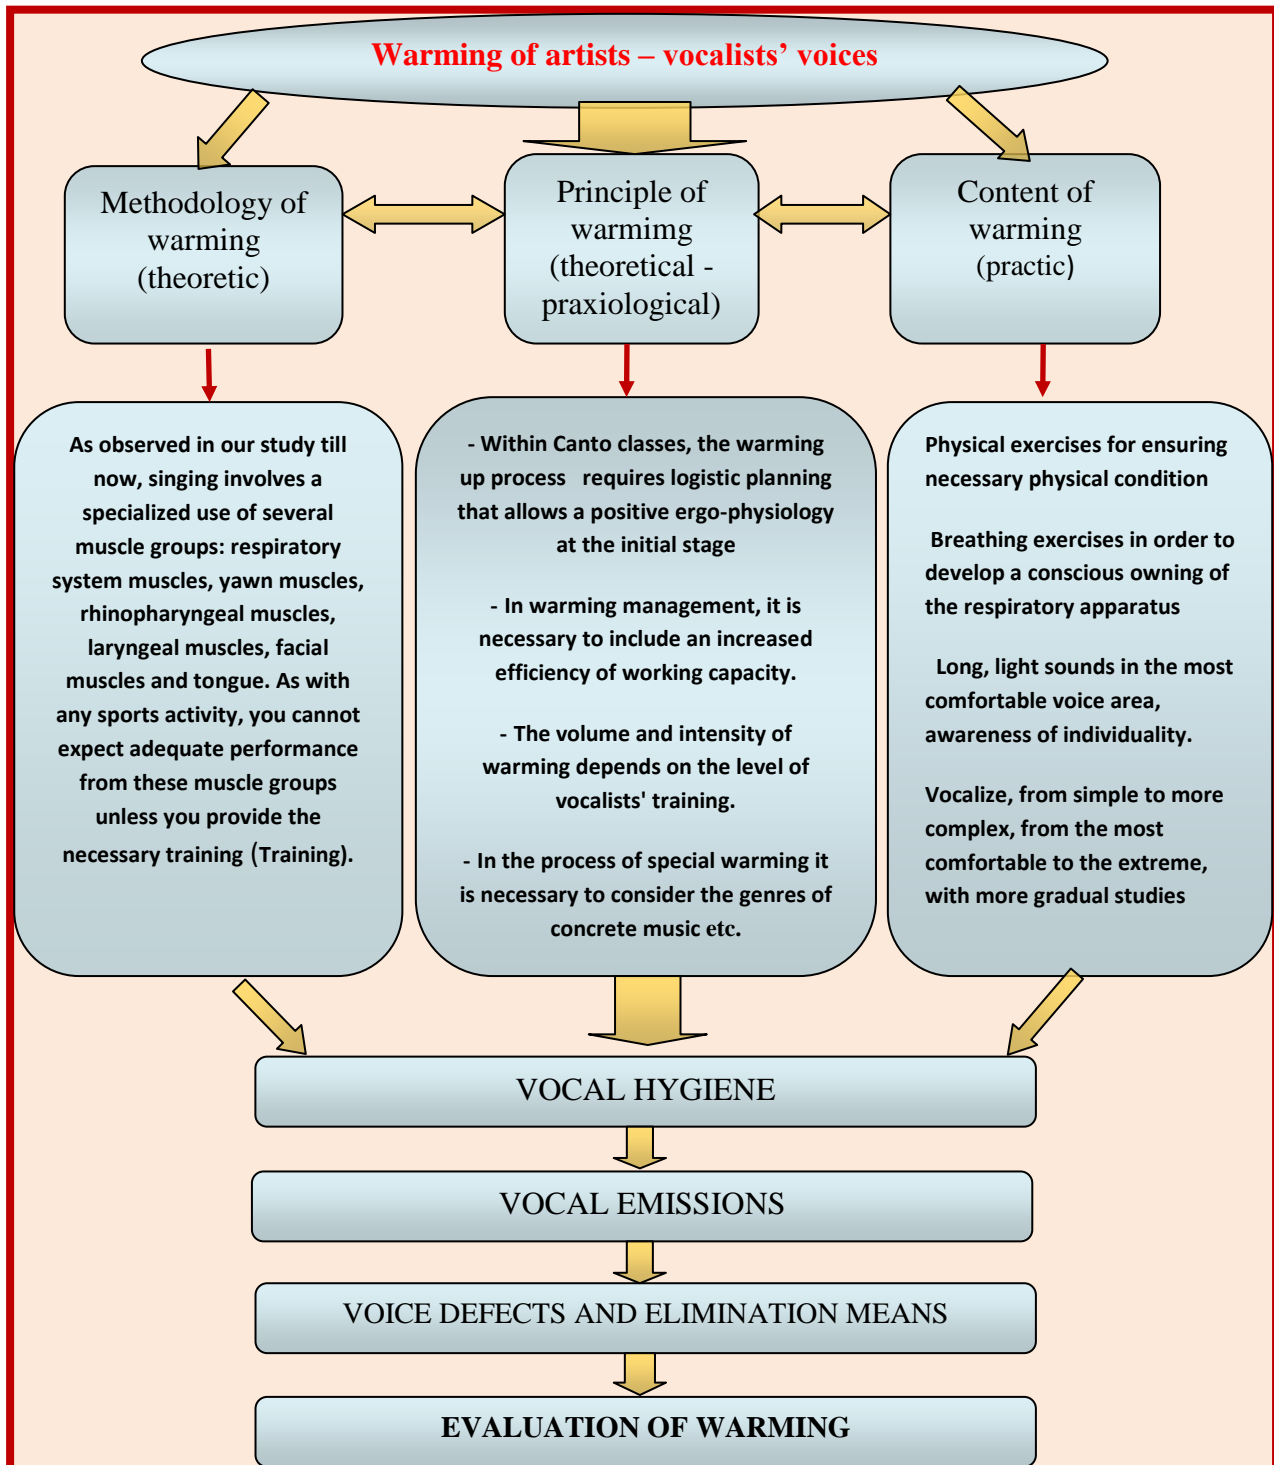 Warming of artists – vocalists’ voices
Methodology of
warming
(theoretic)
Principle of
warmimg
(theoretical -
praxiological)
Content of
warming
(practic)
As observed in our study till
now, singing involves a
specialized use of several
muscle groups: respiratory
system muscles, yawn muscles,
rhinopharyngeal muscles,
laryngeal muscles, facial
muscles and tongue. As with
any sports activity, you cannot
expect adequate performance
from these muscle groups
unless you provide the
necessary training (Training).
- Within Canto classes, the warming
up process requires logistic planning
that allows a positive ergo-physiology
at the initial stage
- In warming management, it is
necessary to include an increased
efficiency of working capacity.
- The volume and intensity of
warming depends on the level of
vocalists' training.
- In the process of special warming it
is necessary to consider the genres of
concrete music etc.
Physical exercises for ensuring
necessary physical condition
Breathing exercises in order to
develop a conscious owning of
the respiratory apparatus
Long, light sounds in the most
comfortable voice area,
awareness of individuality.
Vocalize, from simple to more
complex, from the most
comfortable to the extreme,
with more gradual studies
VOCAL HYGIENE
VOCAL EMISSIONS
VOICE DEFECTS AND ELIMINATION MEANS
EVALUATION OF WARMING